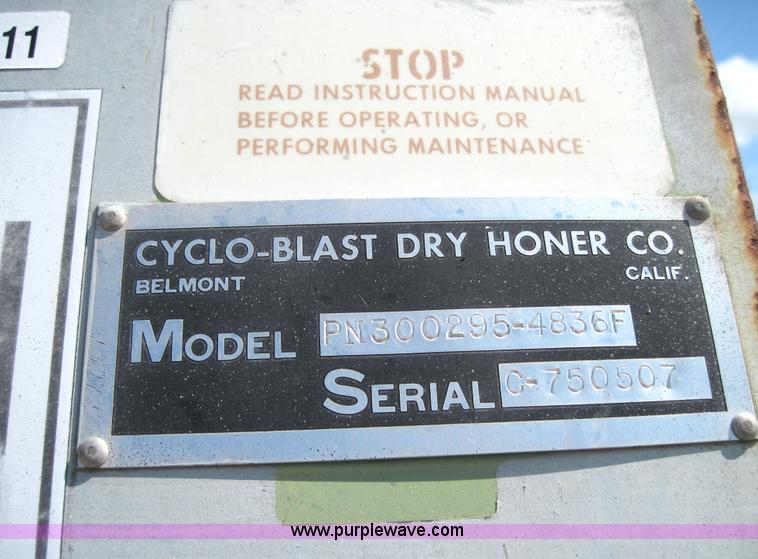 11
STOP
READ INSTRUCTION MANUAL
BEFORE OPERATING, OR
PERFORMING MAINTENANCE
CYCLO-BLAST DRY HONER CO.
BELMONT CALIF.
MODEL PN300295-4836F
SERIAL C-750507
www.purplewave.com